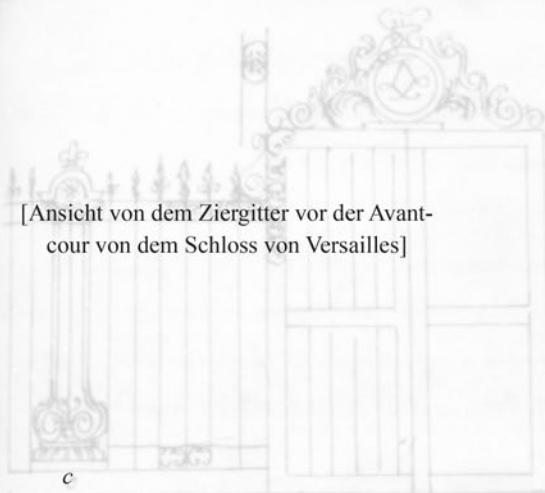 [Ansicht von dem Ziergitter vor der Avant-
cour von dem Schloss von Versailles]
c